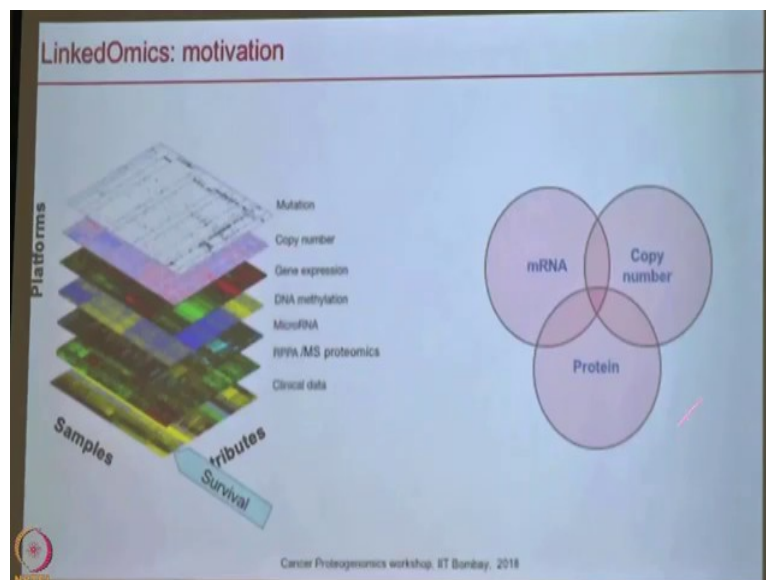 LinkedOmics: motivation
Platforms
Mutation
Copy number
Gene expression
DNA methylation
MicroRNA
RPPA /MS proteomics
Clinical data
Samples
tributes
Survival
mRNA
Copy
number
Protein
Cancer Proteogenomics workshop, IIT Bombay, 2018